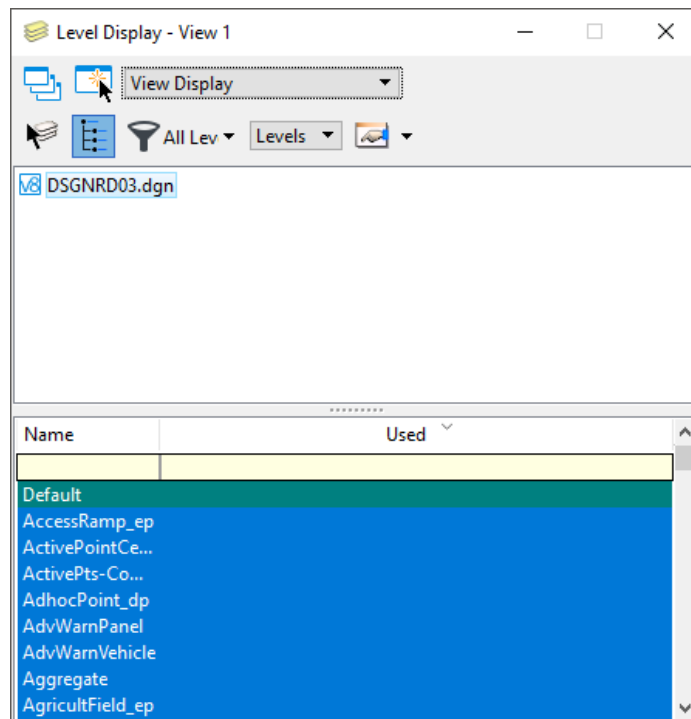 Level Display - View 1
View Display
All Lev
Levels
v8 DSGNRD03.dgn
Name Used
Default
AccessRamp_ep
ActivePointCe...
ActivePts-Co...
AdhocPoint_dp
AdvWarnPanel
AdvWarnVehicle
Aggregate
AgricultField_ep